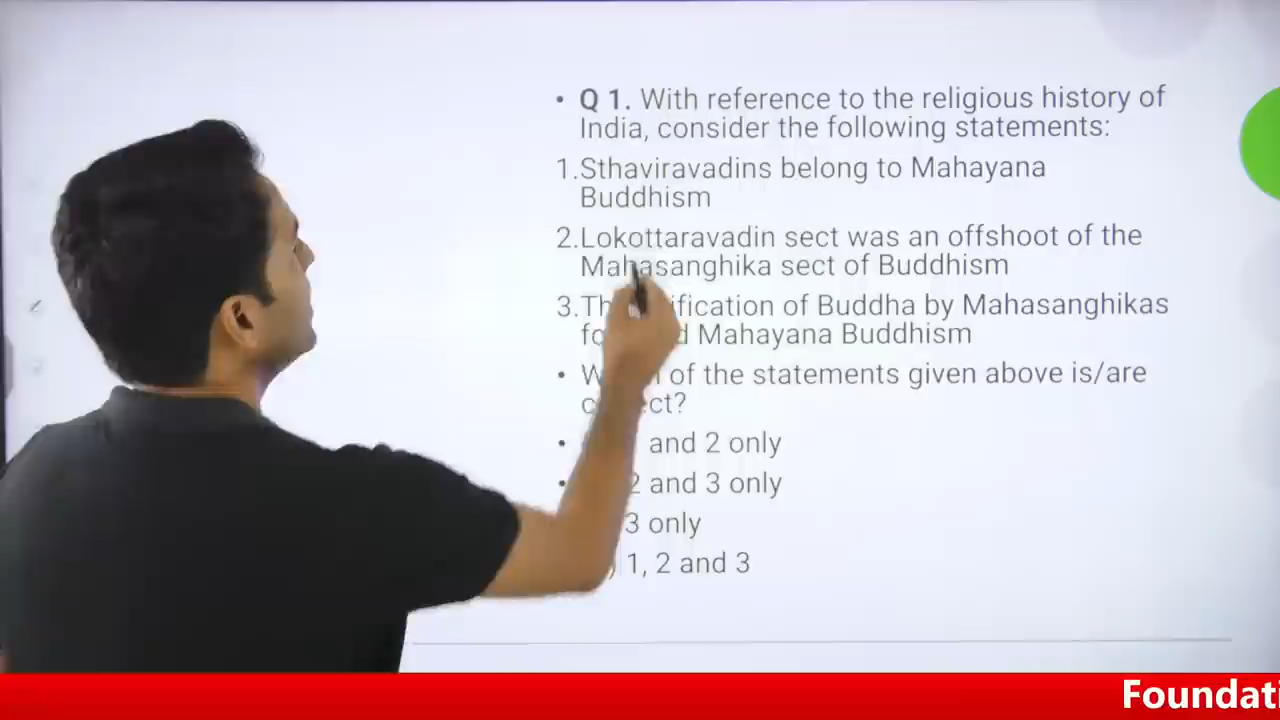 • Q 1. With reference to the religious history of
India, consider the following statements:
1.Sthaviravadins belong to Mahayana
Buddhism
2.Lokottaravadin sect was an offshoot of the
Mahasanghika sect of Buddhism
3. of Buddha by Mahasanghikas
Mahayana Buddhism
• of the statements given above is/are
• and 2 only
• 2 and 3 only
3 only
) 1, 2 and 3